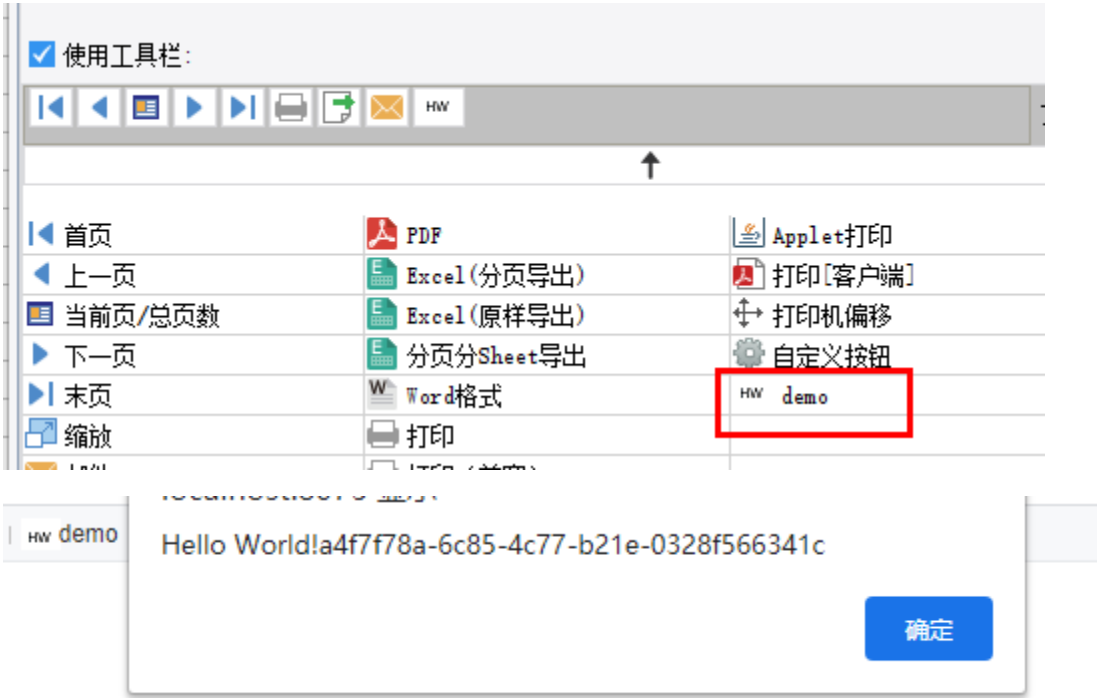 使用工具栏:
HW
首页 PDF Applet打印
上一页 Excel(分页导出) 打印[客户端]
当前页/总页数 Excel(原样导出) 打印机偏移
下一页 分页分Sheet导出 自定义按钮
末页 Word格式 HW demo
缩放 打印
HW demo
Hello World!a4f7f78a-6c85-4c77-b21e-0328f566341c
确定